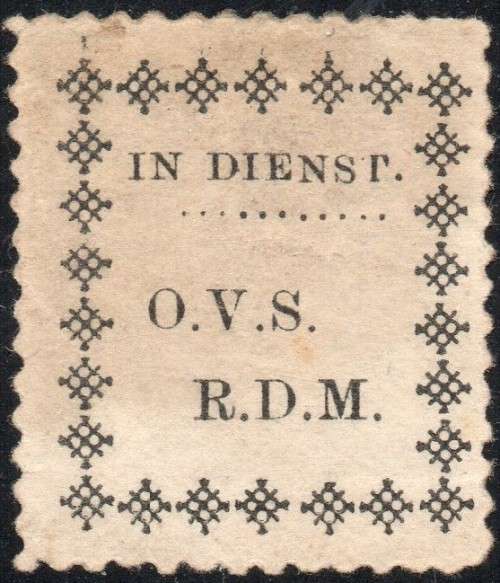 IN DIENST.
............
O.V.S.
R.D.M.